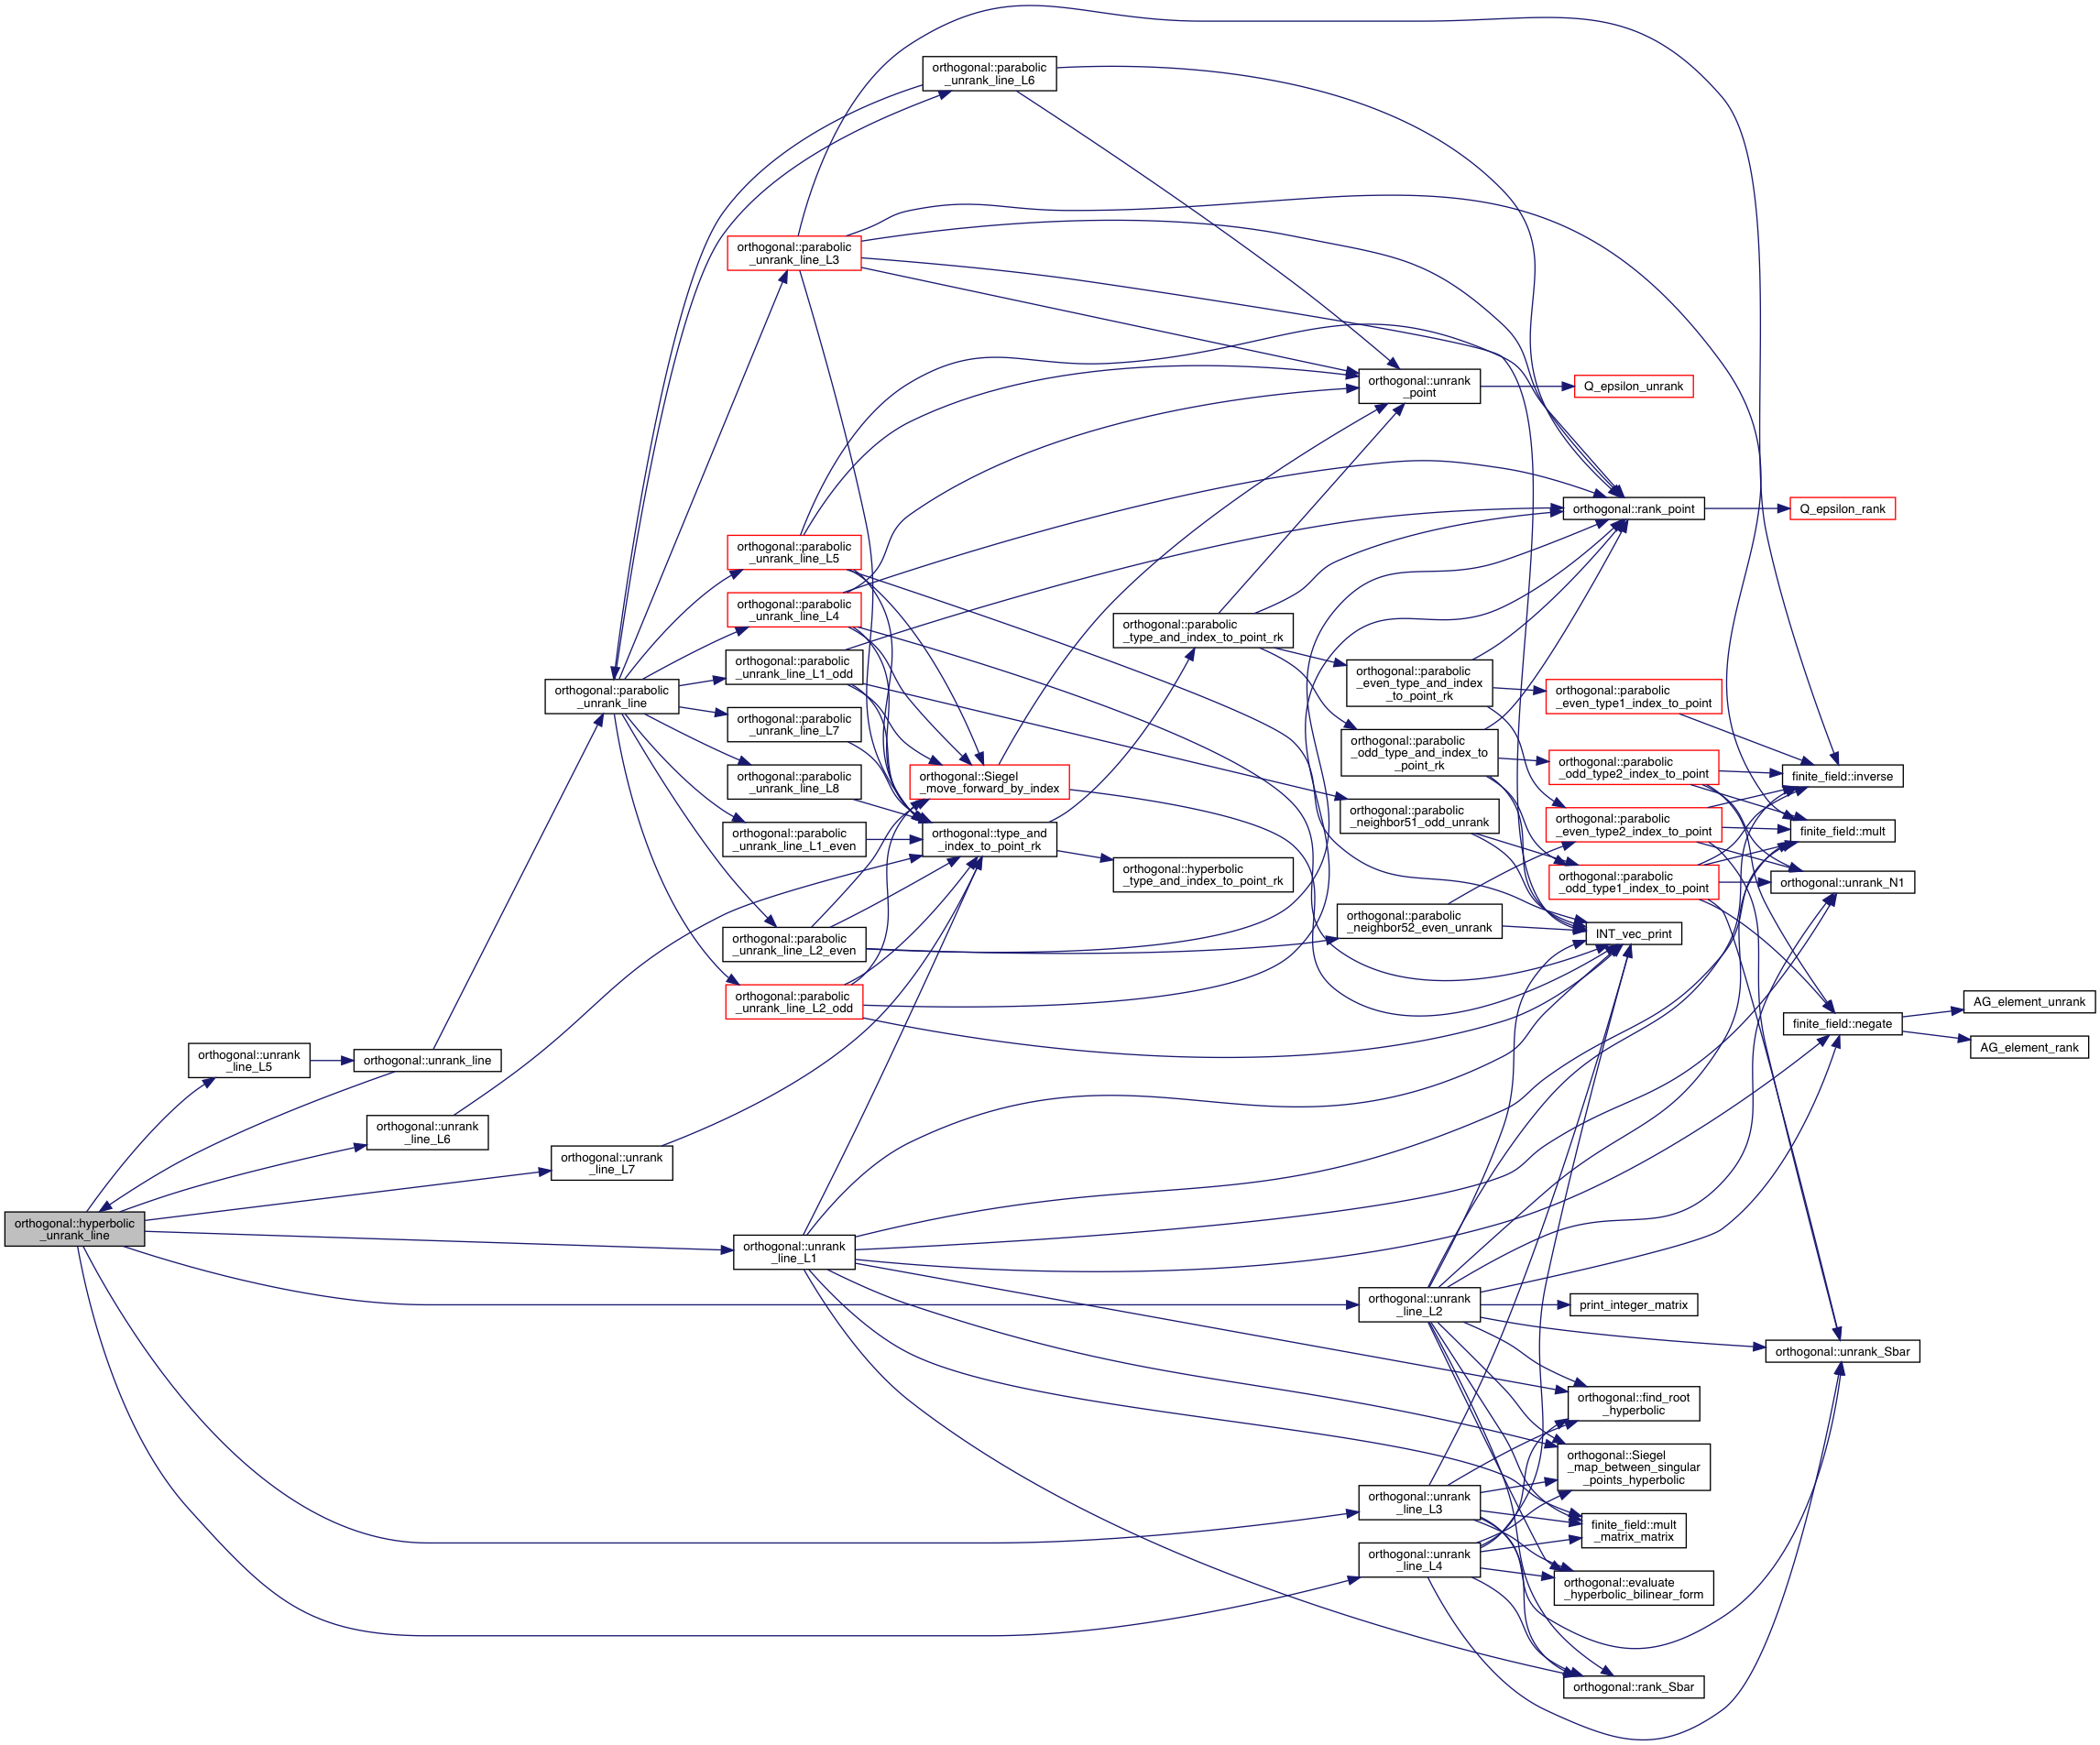 orthogonal::parabolic
_unrank_line_L6
orthogonal::parabolic
_unrank_line_L3
orthogonal::unrank
_point
Q_epsilon_unrank
orthogonal::rank_point
Q_epsilon_rank
orthogonal::parabolic
_unrank_line_L5
orthogonal::parabolic
_unrank_line_L4
orthogonal::parabolic
_type_and_index_to_point_rk
orthogonal::parabolic
_unrank_line_L1_odd
orthogonal::parabolic
_unrank_line
orthogonal::parabolic
_even_type_and_index
_to_point_rk
orthogonal::parabolic
_even_type1_index_to_point
orthogonal::parabolic
_unrank_line_L7
orthogonal::parabolic
_odd_type_and_index_to
_point_rk
orthogonal::parabolic
_odd_type2_index_to_point
finite_field::inverse
orthogonal::parabolic
_unrank_line_L8
orthogonal::Siegel
_move_forward_by_index
orthogonal::parabolic
_neighbor51_odd_unrank
orthogonal::parabolic
_even_type2_index_to_point
finite_field::mult
orthogonal::parabolic
_unrank_line_L1_even
orthogonal::type_and
_index_to_point_rk
orthogonal::hyperbolic
_type_and_index_to_point_rk
orthogonal::parabolic
_odd_type1_index_to_point
orthogonal::unrank_N1
orthogonal::parabolic
_neighbor52_even_unrank
INT_vec_print
orthogonal::parabolic
_unrank_line_L2_even
orthogonal::parabolic
_unrank_line_L2_odd
AG_element_unrank
finite_field::negate
AG_element_rank
orthogonal::unrank
_line_L5
orthogonal::unrank_line
orthogonal::unrank
_line_L6
orthogonal::unrank
_line_L7
orthogonal::hyperbolic
_unrank_line
orthogonal::unrank
_line_L1
orthogonal::unrank
_line_L2
print_integer_matrix
orthogonal::unrank_Sbar
orthogonal::find_root
_hyperbolic
orthogonal::Siegel
_map_between_singular
_points_hyperbolic
orthogonal::unrank
_line_L3
finite_field::mult
_matrix_matrix
orthogonal::unrank
_line_L4
orthogonal::evaluate
_hyperbolic_bilinear_form
orthogonal::rank_Sbar